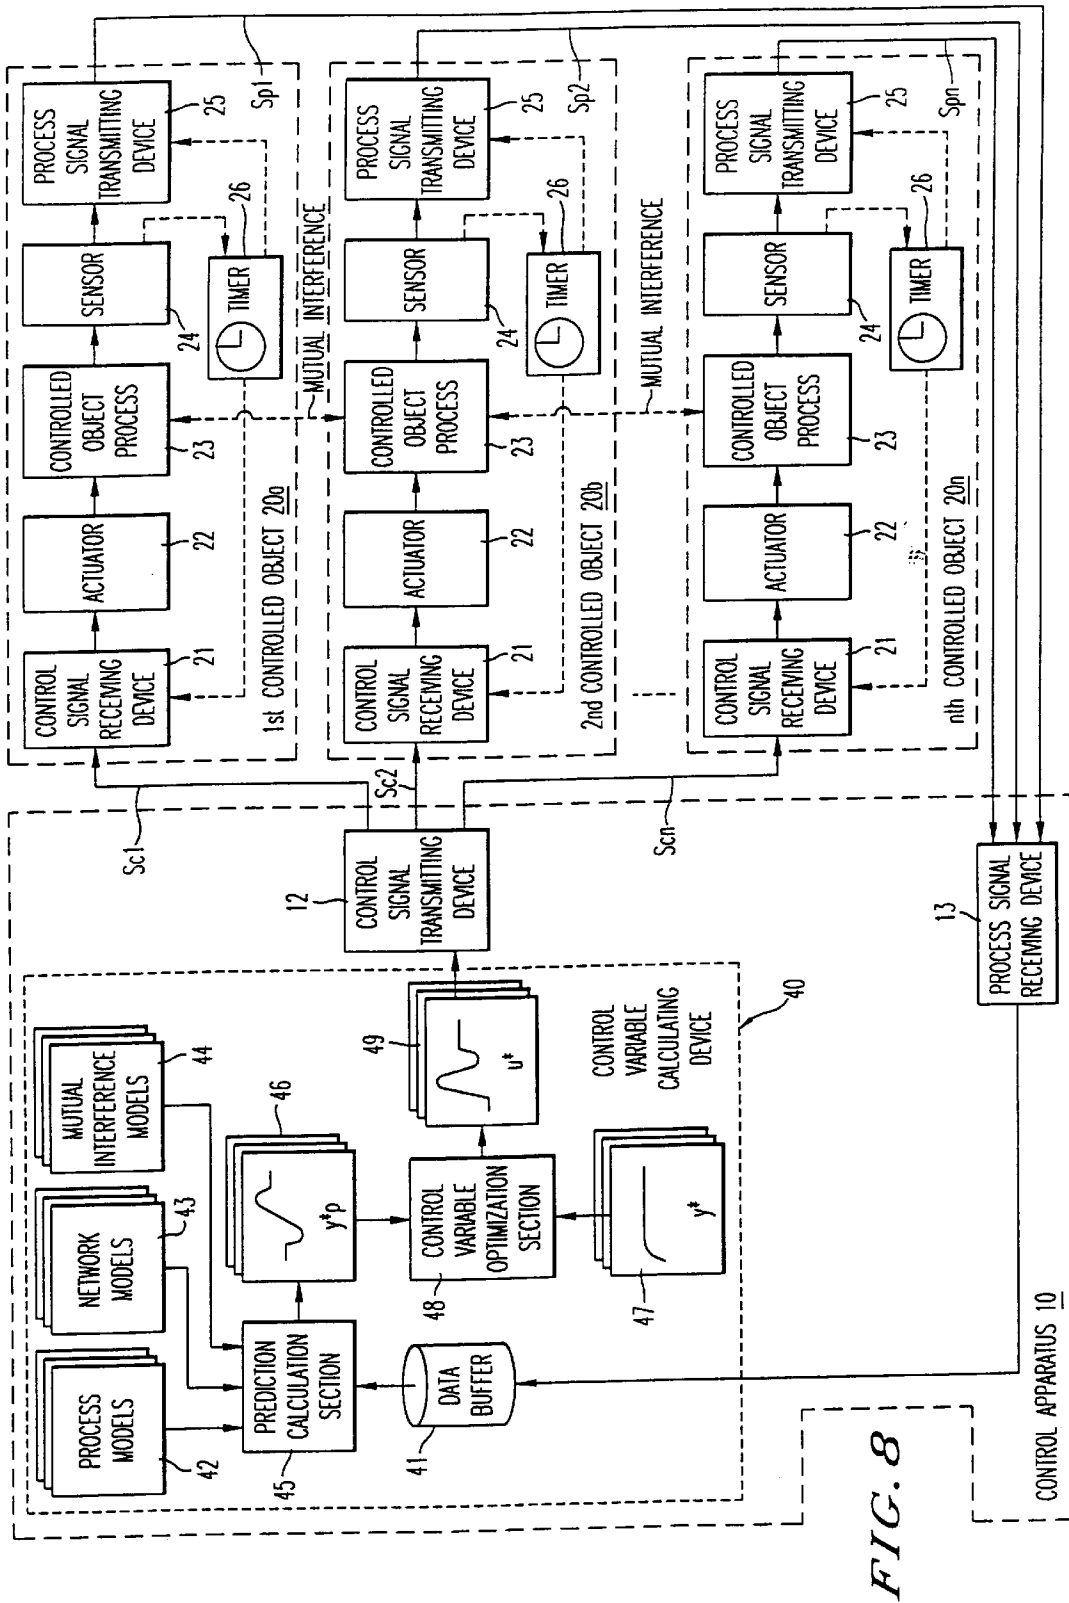 PROCESS MODELS
42
NETWORK MODELS
43
MUTUAL
INTERFERENCE MODELS
44
PREDICTION
CALCULATION
SECTION
45
y*p
46
DATA
BUFFER
41
CONTROL
VARIABLE
OPTIMIZATION
SECTION
48
y*
47
u*
49
CONTROL
VARIABLE
CALCULATING
DEVICE
40
CONTROL
SIGNAL
TRANSMITTING
DEVICE
12
PROCESS SIGNAL
RECEIVING DEVICE
13
CONTROL APPARATUS 10
Sc1
Sc2
Scn
CONTROL
SIGNAL
RECEIVING
DEVICE
21
ACTUATOR
22
CONTROLLED
OBJECT
PROCESS
23
SENSOR
24
PROCESS
SIGNAL
TRANSMITTING
DEVICE
25
TIMER
26
1st CONTROLLED OBJECT 20a
Sp1
MUTUAL INTERFERENCE
CONTROL
SIGNAL
RECEIVING
DEVICE
21
ACTUATOR
22
CONTROLLED
OBJECT
PROCESS
23
SENSOR
24
PROCESS
SIGNAL
TRANSMITTING
DEVICE
25
TIMER
26
2nd CONTROLLED OBJECT 20b
Sp2
MUTUAL INTERFERENCE
CONTROL
SIGNAL
RECEIVING
DEVICE
21
ACTUATOR
22
CONTROLLED
OBJECT
PROCESS
23
SENSOR
24
PROCESS
SIGNAL
TRANSMITTING
DEVICE
25
TIMER
26
nth CONTROLLED OBJECT 20n
Spn
FIG. 8